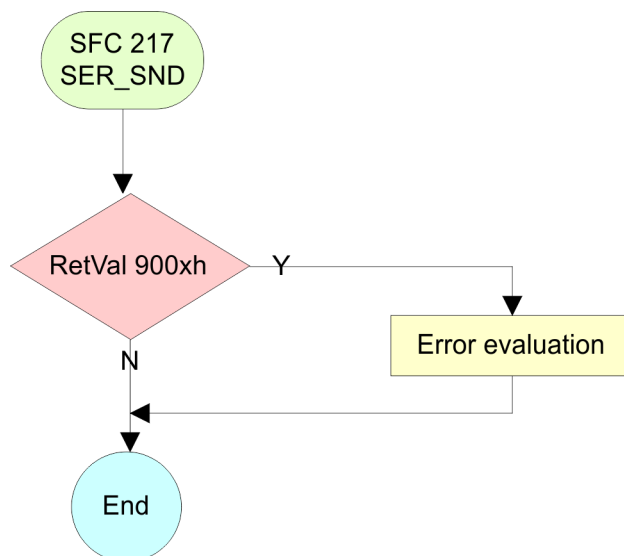 SFC 217
SER_SND
RetVal 900xh
Y
Error evaluation
N
End